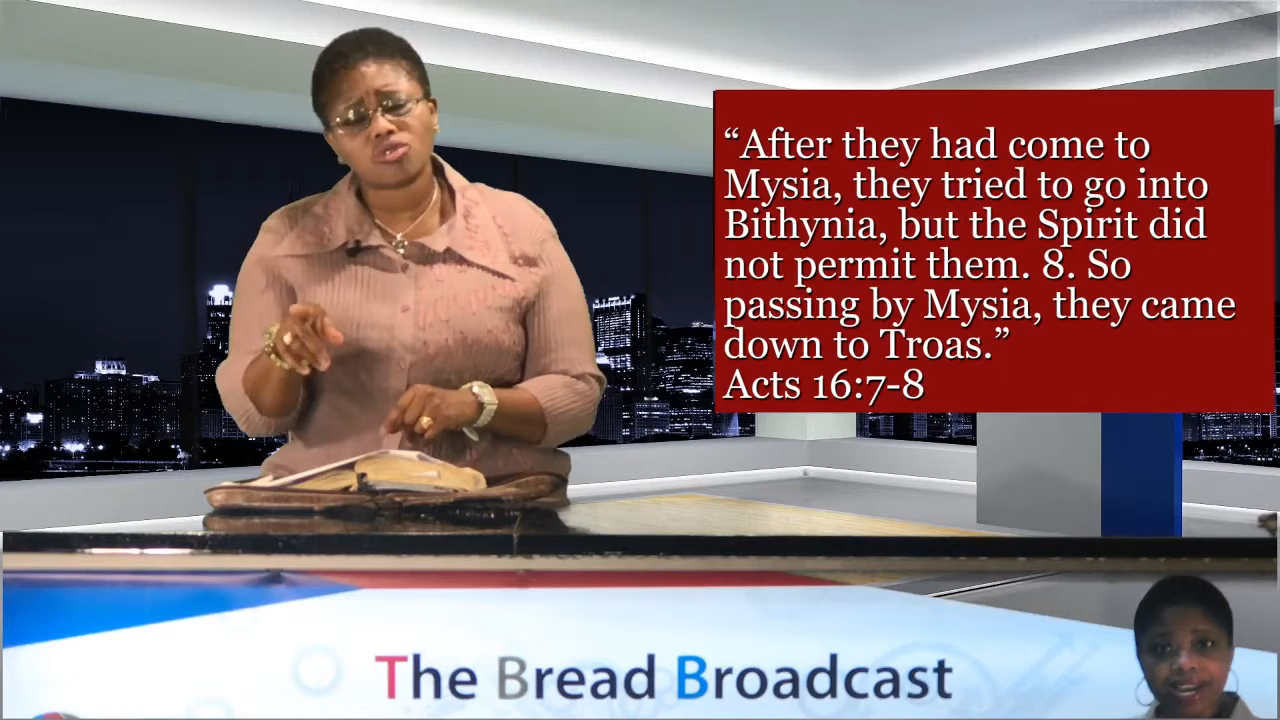 “After they had come to
Mysia, they tried to go into
Bithynia, but the Spirit did
not permit them. 8. So
passing by Mysia, they came
down to Troas.”
Acts 16:7-8
The Bread Broadcast